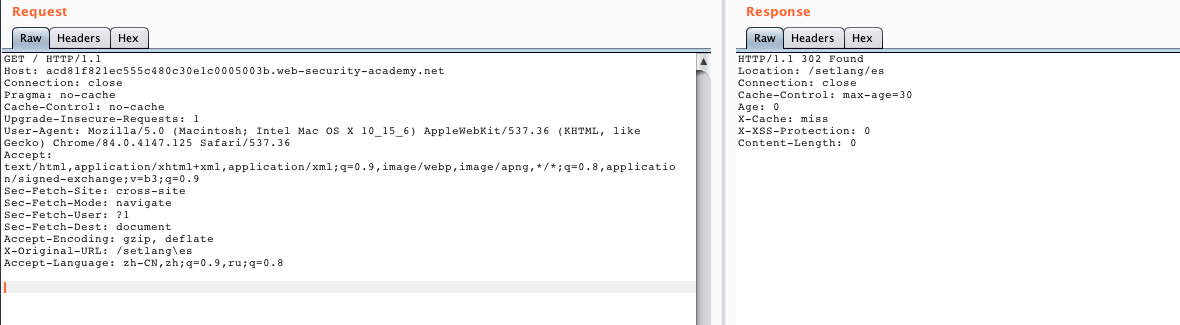 Request
Raw Headers Hex
GET / HTTP/1.1
Host: acd81f821ec555c480c30e1c0005003b.web-security-academy.net
Connection: close
Pragma: no-cache
Cache-Control: no-cache
Upgrade-Insecure-Requests: 1
User-Agent: Mozilla/5.0 (Macintosh; Intel Mac OS X 10_15_6) AppleWebKit/537.36 (KHTML, like
Gecko) Chrome/84.0.4147.125 Safari/537.36
Accept:
text/html,application/xhtml+xml,application/xml;q=0.9,image/webp,image/apng,*/*;q=0.8,applicatio
n/signed-exchange;v=b3;q=0.9
Sec-Fetch-Site: cross-site
Sec-Fetch-Mode: navigate
Sec-Fetch-User: ?1
Sec-Fetch-Dest: document
Accept-Encoding: gzip, deflate
X-Original-URL: /setlang\es
Accept-Language: zh-CN,zh;q=0.9,ru;q=0.8
Response
Raw Headers Hex
HTTP/1.1 302 Found
Location: /setlang/es
Connection: close
Cache-Control: max-age=30
Age: 0
X-Cache: miss
X-XSS-Protection: 0
Content-Length: 0